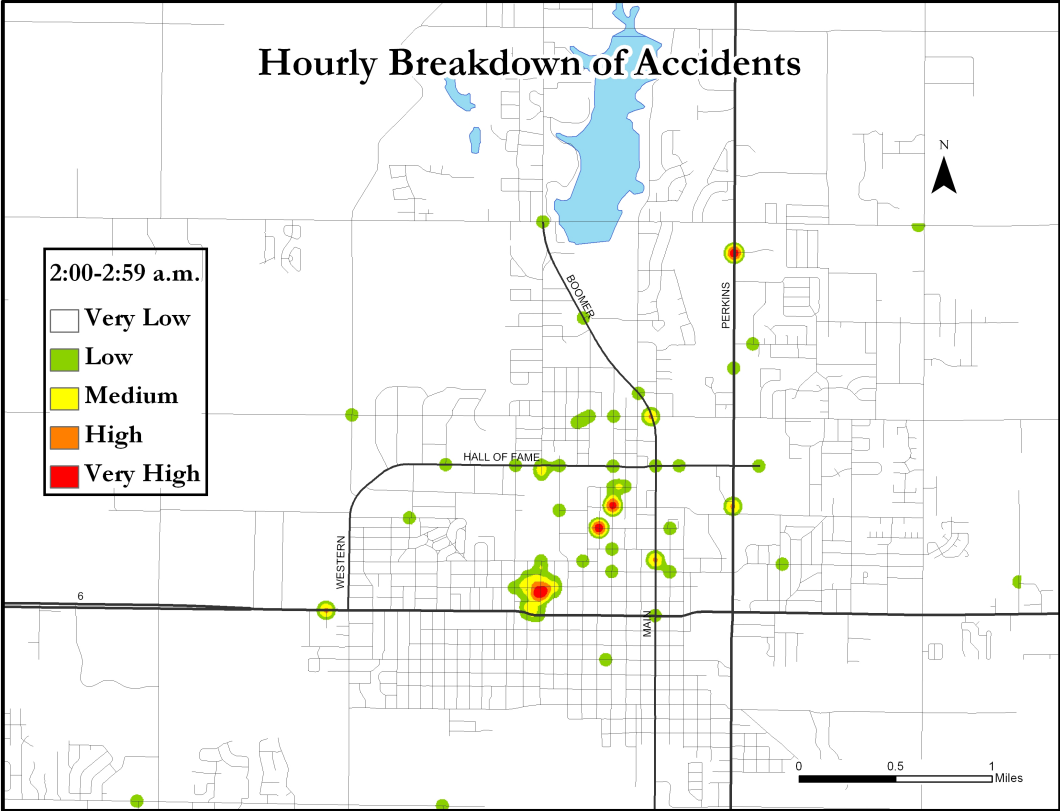 Hourly Breakdown of Accidents
N
2:00-2:59 a.m.
Very Low
Low
Medium
High
Very High
BOOMER
PERKINS
HALL OF FAME
WESTERN
6
MAIN
0 0.5 1
Miles